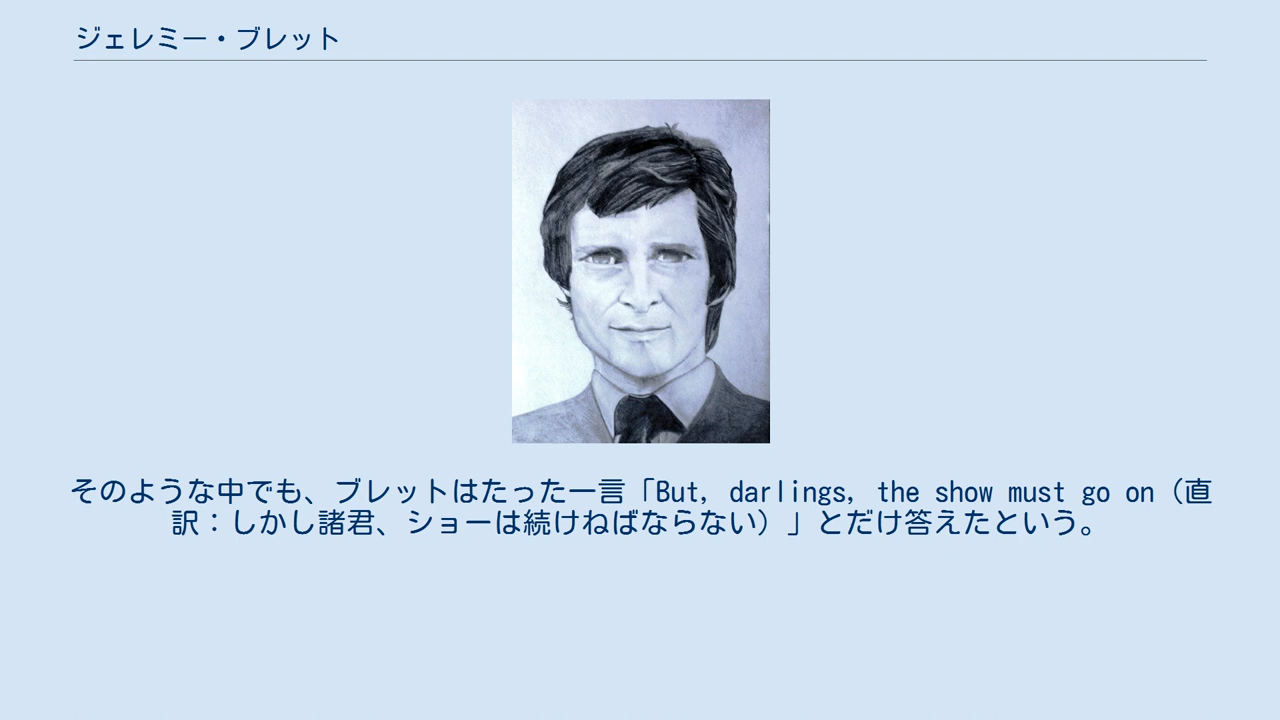 ジェレミー・ブレット
そのような中でも、ブレットはたった一言「But, darlings, the show must go on（直
訳：しかし諸君、ショーは続けねばならない）」とだけ答えたという。